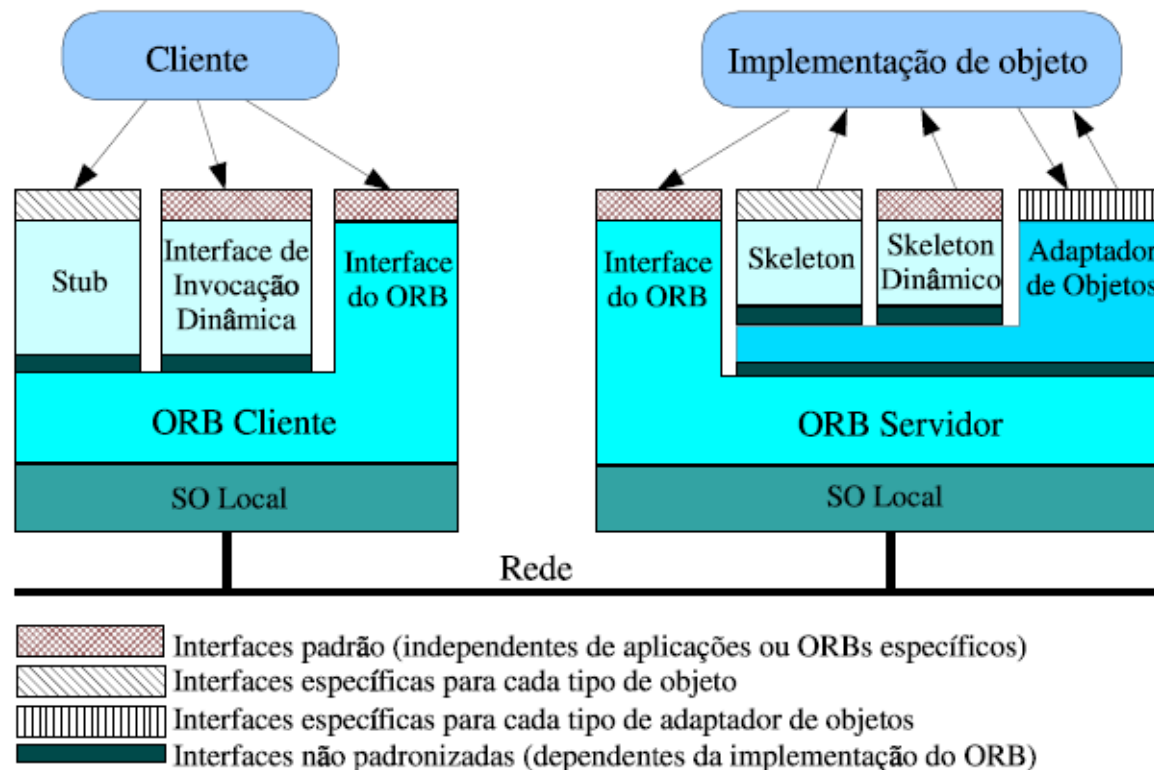 Cliente
Implementação de objeto
Stub
Interface de
Invocação
Dinâmica
Interface
do ORB
Interface
do ORB
Skeleton
Skeleton
Dinâmico
Adaptador
de Objetos
ORB Cliente
ORB Servidor
SO Local
SO Local
Rede
Interfaces padrão (independentes de aplicações ou ORBs específicos)
Interfaces específicas para cada tipo de objeto
Interfaces específicas para cada tipo de adaptador de objetos
Interfaces não padronizadas (dependentes da implementação do ORB)